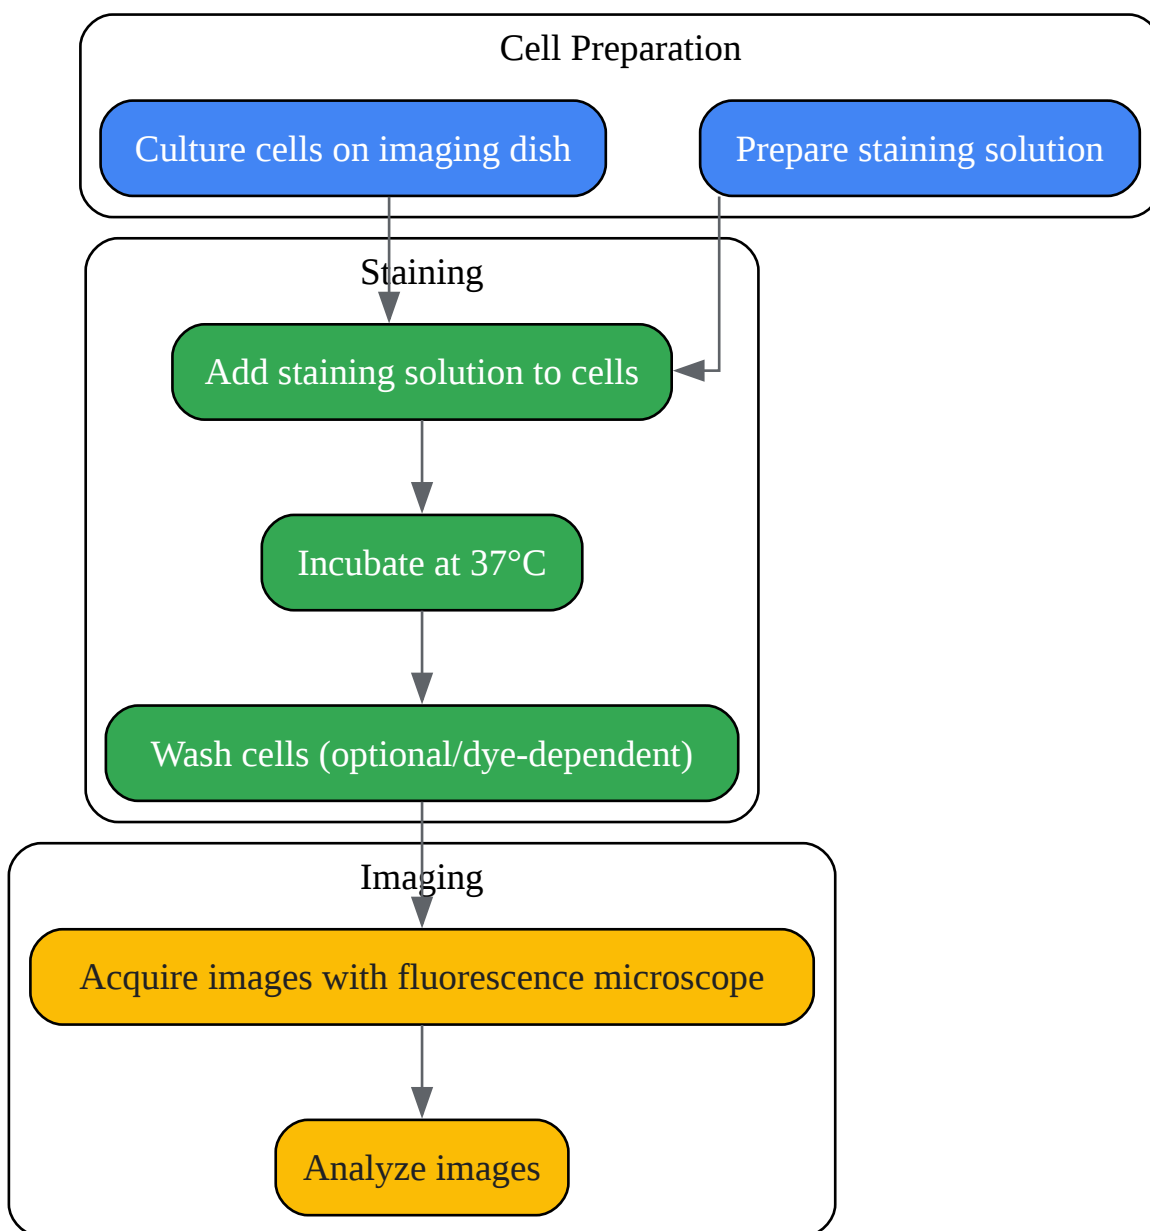 Cell Preparation
Culture cells on imaging dish
Prepare staining solution
Staining
Add staining solution to cells
Incubate at 37°C
Wash cells (optional/dye-dependent)
Imaging
Acquire images with fluorescence microscope
Analyze images